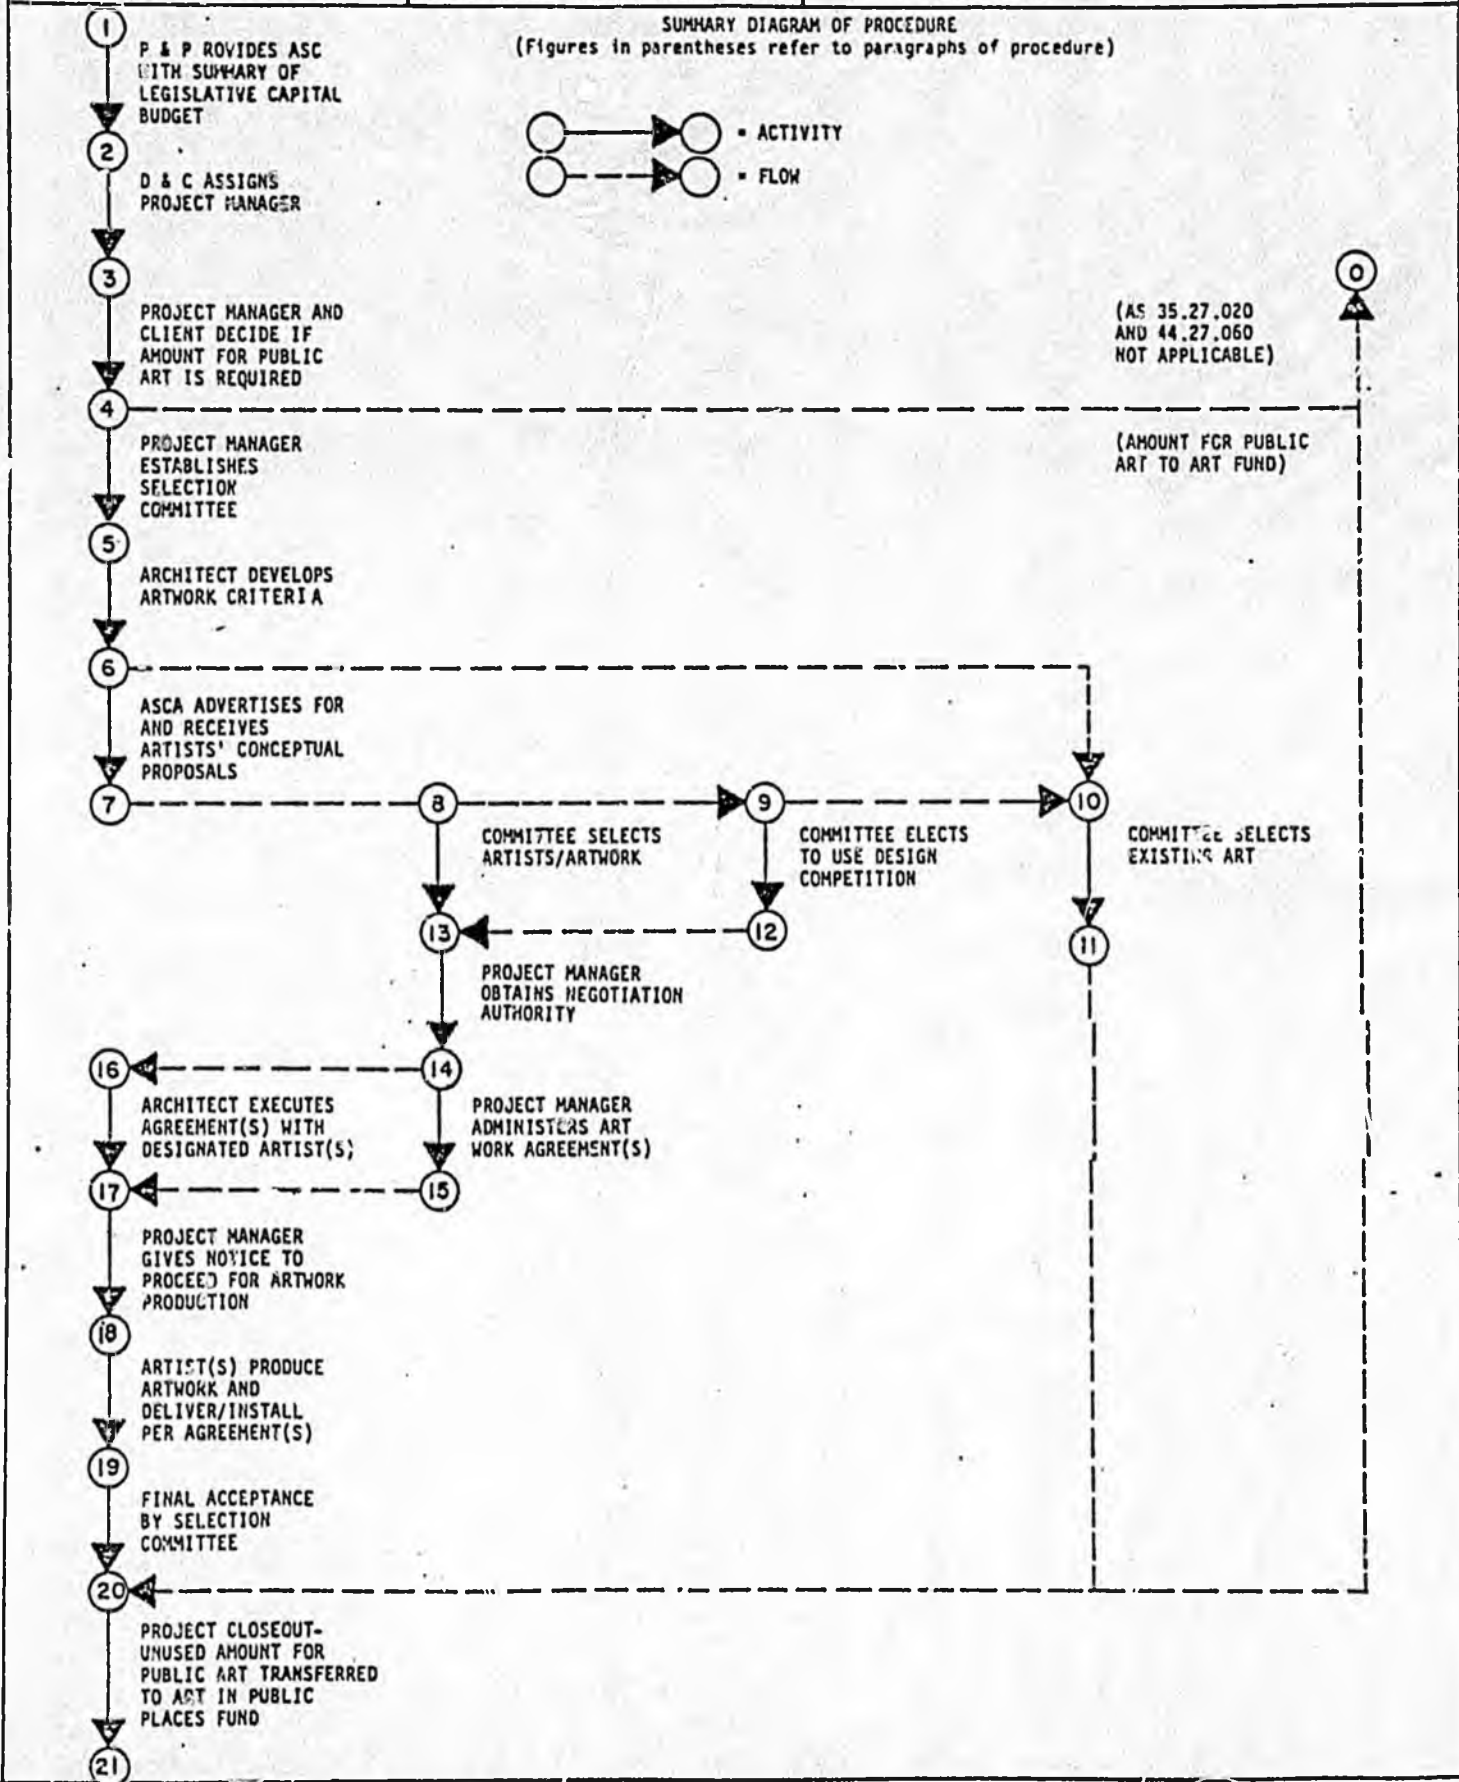 SUMMARY DIAGRAM OF PROCEDURE
(Figures in parentheses refer to paragraphs of procedure)
= ACTIVITY
= FLOW
1
P & P ROVIDES ASC
WITH SUMMARY OF
LEGISLATIVE CAPITAL
BUDGET
2
D & C ASSIGNS
PROJECT MANAGER
3
0
PROJECT MANAGER AND
CLIENT DECIDE IF
AMOUNT FOR PUBLIC
ART IS REQUIRED
(AS 35.27.020
AND 44.27.060
NOT APPLICABLE)
4
PROJECT MANAGER
ESTABLISHES
SELECTION
COMMITTEE
(AMOUNT FOR PUBLIC
ART TO ART FUND)
5
ARCHITECT DEVELOPS
ARTWORK CRITERIA
6
ASCA ADVERTISES FOR
AND RECEIVES
ARTISTS' CONCEPTUAL
PROPOSALS
7
8
9
10
COMMITTEE SELECTS
ARTISTS/ARTWORK
COMMITTEE ELECTS
TO USE DESIGN
COMPETITION
COMMITTEE SELECTS
EXISTING ART
13
12
11
PROJECT MANAGER
OBTAINS NEGOTIATION
AUTHORITY
16
14
ARCHITECT EXECUTES
AGREEMENT(S) WITH
DESIGNATED ARTIST(S)
PROJECT MANAGER
ADMINISTERS ART
WORK AGREEMENT(S)
17
15
PROJECT MANAGER
GIVES NOTICE TO
PROCEED FOR ARTWORK
PRODUCTION
18
ARTIST(S) PRODUCE
ARTWORK AND
DELIVER/INSTALL
PER AGREEMENT(S)
19
FINAL ACCEPTANCE
BY SELECTION
COMMITTEE
20
PROJECT CLOSEOUT-
UNUSED AMOUNT FOR
PUBLIC ART TRANSFERRED
TO ART IN PUBLIC
PLACES FUND
21